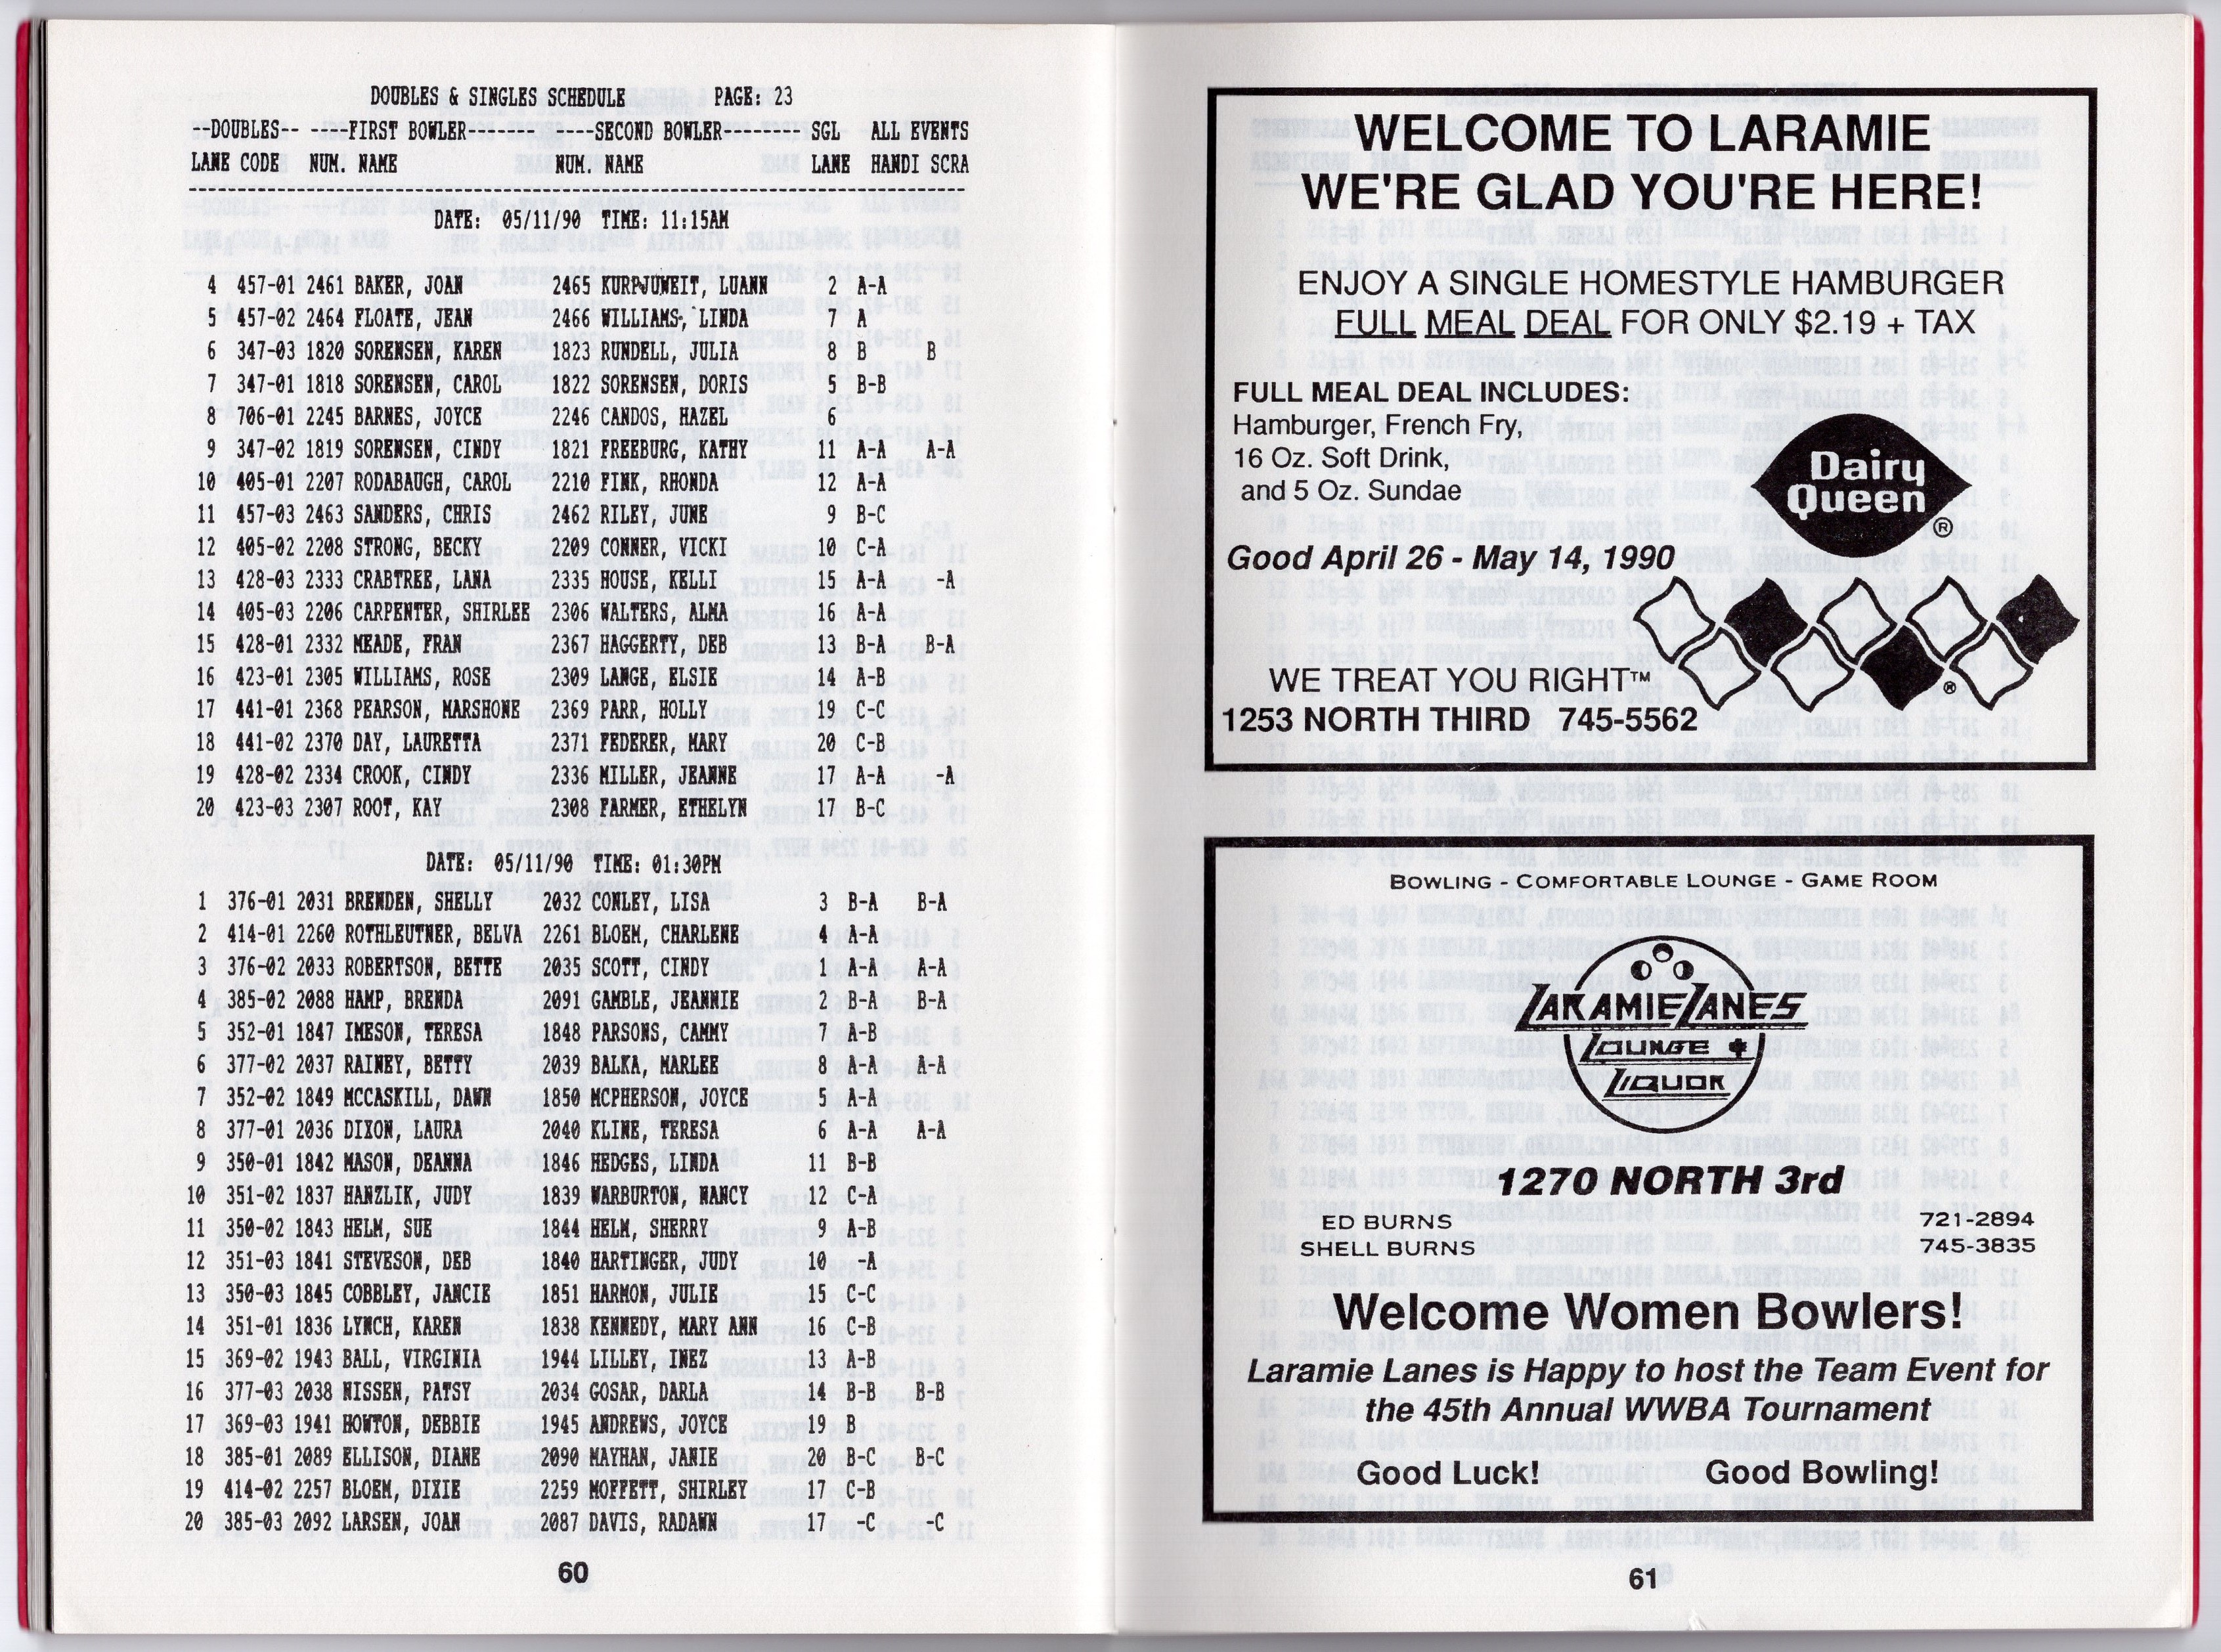 DOUBLES & SINGLES SCHEDULE PAGE: 23
--DOUBLES-- ----FIRST BOWLER------- -----SECOND BOWLER-------- SGL ALL EVENTS
LANE CODE NUM. NAME NUM. NAME LANE HANDI SCRA
DATE: 05/11/90 TIME: 11:15AM
4 457-01 2461 BAKER, JOAN 2465 KURPJUWEIT, LUANN 2 A-A
5 457-02 2464 FLOATE, JEAN 2466 WILLIAMS, LINDA 7 A
6 347-03 1820 SORENSEN, KAREN 1823 RUNDELL, JULIA 8 B B
7 347-01 1818 SORENSEN, CAROL 1822 SORENSEN, DORIS 5 B-B
8 706-01 2245 BARNES, JOYCE 2246 CANDOS, HAZEL 6
9 347-02 1819 SORENSEN, CINDY 1821 FREEBURG, KATHY 11 A-A A-A
10 405-01 2207 RODABAUGH, CAROL 2210 FINK, RHONDA 12 A-A
11 457-03 2463 SANDERS, CHRIS 2462 RILEY, JUNE 9 B-C
12 405-02 2208 STRONG, BECKY 2209 CONNER, VICKI 10 C-A
13 428-03 2333 CRABTREE, LANA 2335 HOUSE, KELLI 15 A-A -A
14 405-03 2206 CARPENTER, SHIRLEE 2306 WALTERS, ALMA 16 A-A
15 428-01 2332 MEADE, FRAN 2367 HAGGERTY, DEB 13 B-A B-A
16 423-01 2305 WILLIAMS, ROSE 2309 LANGE, ELSIE 14 A-B
17 441-01 2368 PEARSON, MARSHONE 2369 PARR, HOLLY 19 C-C
18 441-02 2370 DAY, LAURETTA 2371 FEDERER, MARY 20 C-B
19 428-02 2334 CROOK, CINDY 2336 MILLER, JEANNE 17 A-A -A
20 423-03 2307 ROOT, KAY 2308 FARMER, ETHELYN 17 B-C
DATE: 05/11/90 TIME: 01:30PM
1 376-01 2031 BRENDEN, SHELLY 2032 CONLEY, LISA 3 B-A B-A
2 414-01 2260 ROTHLEUTNER, BELVA 2261 BLOEM, CHARLENE 4 A-A
3 376-02 2033 ROBERTSON, BETTE 2035 SCOTT, CINDY 1 A-A A-A
4 385-02 2088 HAMP, BRENDA 2091 GAMBLE, JEANNIE 2 B-A B-A
5 352-01 1847 IMESON, TERESA 1848 PARSONS, CAMMY 7 A-B
6 377-02 2037 RAINEY, BETTY 2039 BALKA, MARLEE 8 A-A A-A
7 352-02 1849 MCCASKILL, DAWN 1850 MCPHERSON, JOYCE 5 A-A
8 377-01 2036 DIXON, LAURA 2040 KLINE, TERESA 6 A-A A-A
9 350-01 1842 MASON, DEANNA 1846 HEDGES, LINDA 11 B-B
10 351-02 1837 HANZLIK, JUDY 1839 WARBURTON, NANCY 12 C-A
11 350-02 1843 HELM, SUE 1844 HELM, SHERRY 9 A-B
12 351-03 1841 STEVESON, DEB 1840 HARTINGER, JUDY 10 -A
13 350-03 1845 COBBLEY, JANCIE 1851 HARMON, JULIE 15 C-C
14 351-01 1836 LYNCH, KAREN 1838 KENNEDY, MARY ANN 16 C-B
15 369-02 1943 BALL, VIRGINIA 1944 LILLEY, INEZ 13 A-B
16 377-03 2038 NISSEN, PATSY 2034 GOSAR, DARLA 14 B-B B-B
17 369-03 1941 HOWTON, DEBBIE 1945 ANDREWS, JOYCE 19 B
18 385-01 2089 ELLISON, DIANE 2090 MAYHAN, JANIE 20 B-C B-C
19 414-02 2257 BLOEM, DIXIE 2259 MOFFETT, SHIRLEY 17 C-B
20 385-03 2092 LARSEN, JOAN 2087 DAVIS, RADAWN 17 -C -C
60
WELCOME TO LARAMIE
WE'RE GLAD YOU'RE HERE!
ENJOY A SINGLE HOMESTYLE HAMBURGER
FULL MEAL DEAL FOR ONLY $2.19 + TAX
FULL MEAL DEAL INCLUDES:
Hamburger, French Fry,
16 Oz. Soft Drink,
and 5 Oz. Sundae
Dairy
Queen
®
Good April 26 - May 14, 1990
®
WE TREAT YOU RIGHT™
1253 NORTH THIRD 745-5562
BOWLING - COMFORTABLE LOUNGE - GAME ROOM
LARAMIE LANES
LOUNGE +
LIQUOR
1270 NORTH 3rd
ED BURNS 721-2894
SHELL BURNS 745-3835
Welcome Women Bowlers!
Laramie Lanes is Happy to host the Team Event for
the 45th Annual WWBA Tournament
Good Luck! Good Bowling!
61